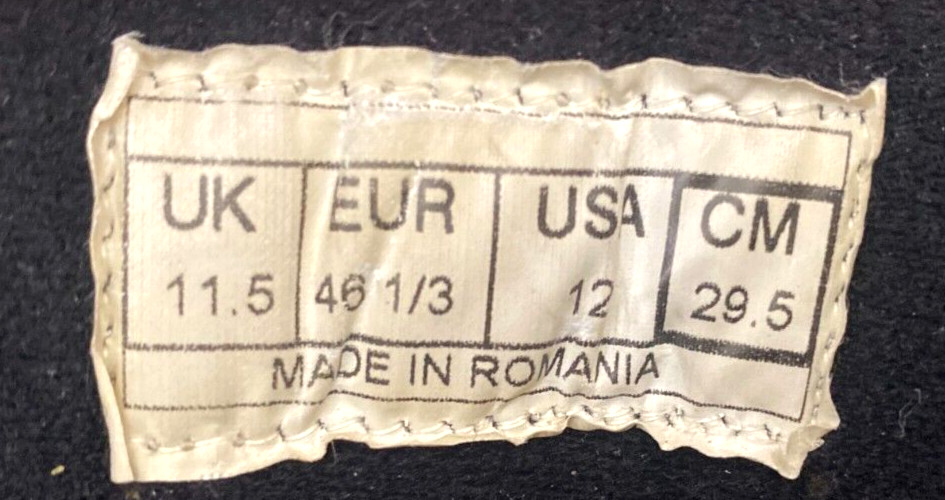 UK EUR USA CM
11.5 46 1/3 12 29.5
MADE IN ROMANIA